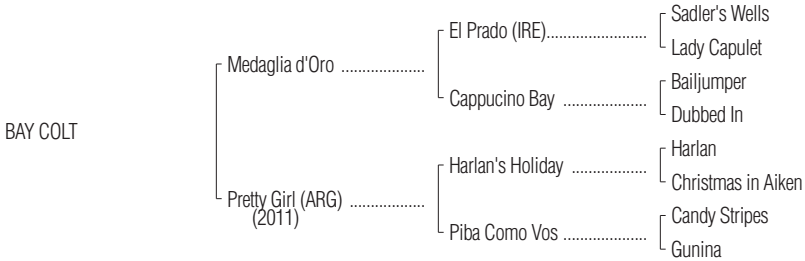 Sadler's Wells
El Prado (IRE).......................
Lady Capulet
Medaglia d'Oro ...................
Bailjumper
Cappucino Bay ...................
Dubbed In
BAY COLT
Harlan
Harlan's Holiday .................
Christmas in Aiken
Pretty Girl (ARG) .................
(2011)
Candy Stripes
Piba Como Vos ...................
Gunina